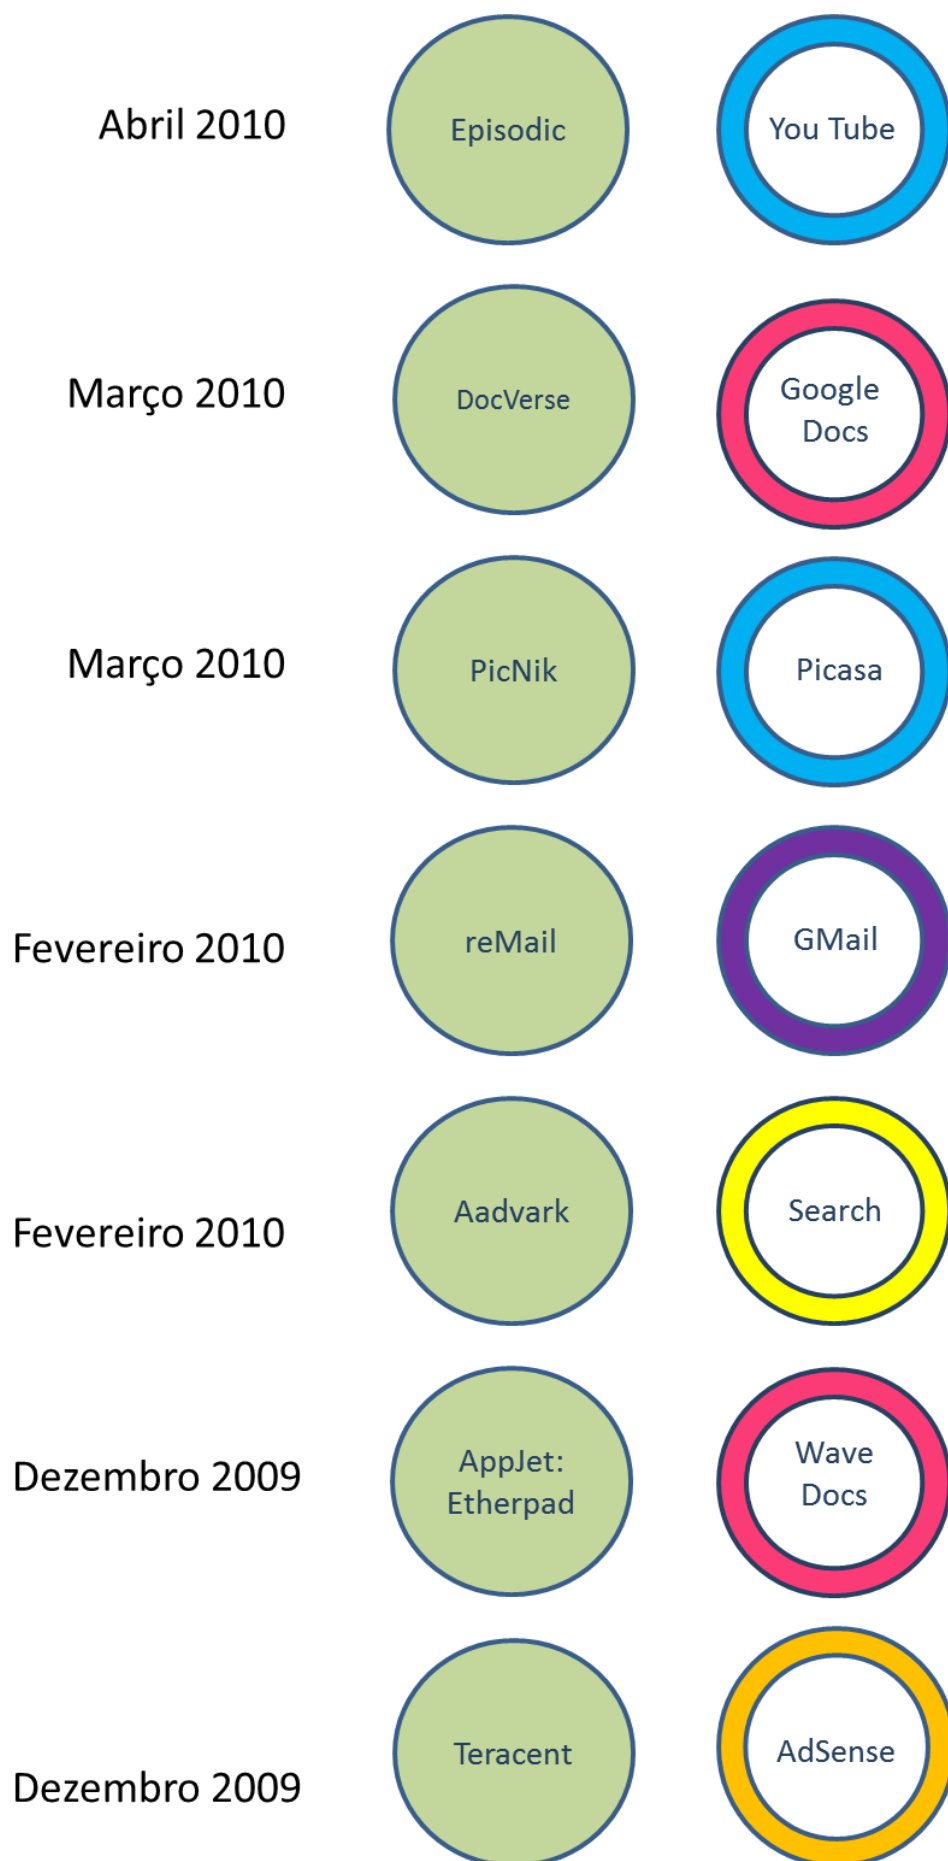 Abril 2010
Episodic
You Tube
Março 2010
DocVerse
Google
Docs
Março 2010
PicNik
Picasa
Fevereiro 2010
reMail
GMail
Fevereiro 2010
Aadvark
Search
Dezembro 2009
AppJet:
Etherpad
Wave
Docs
Dezembro 2009
Teracent
AdSense